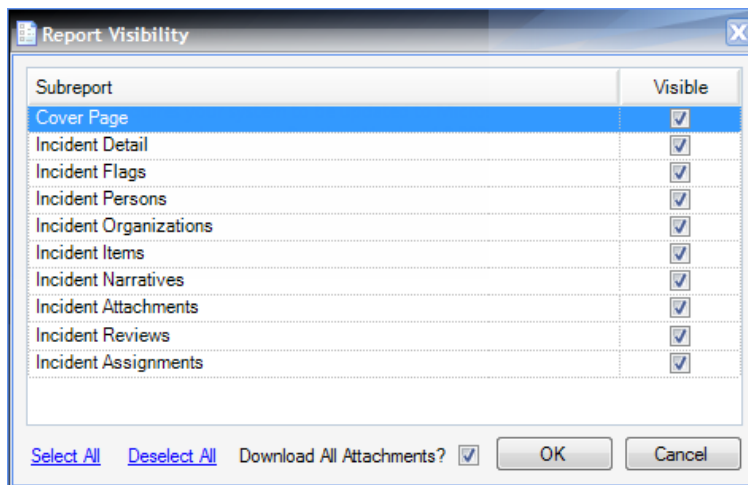 Report Visibility
Subreport Visible
Cover Page
Incident Detail
Incident Flags
Incident Persons
Incident Organizations
Incident Items
Incident Narratives
Incident Attachments
Incident Reviews
Incident Assignments
Select All Deselect All Download All Attachments? OK Cancel